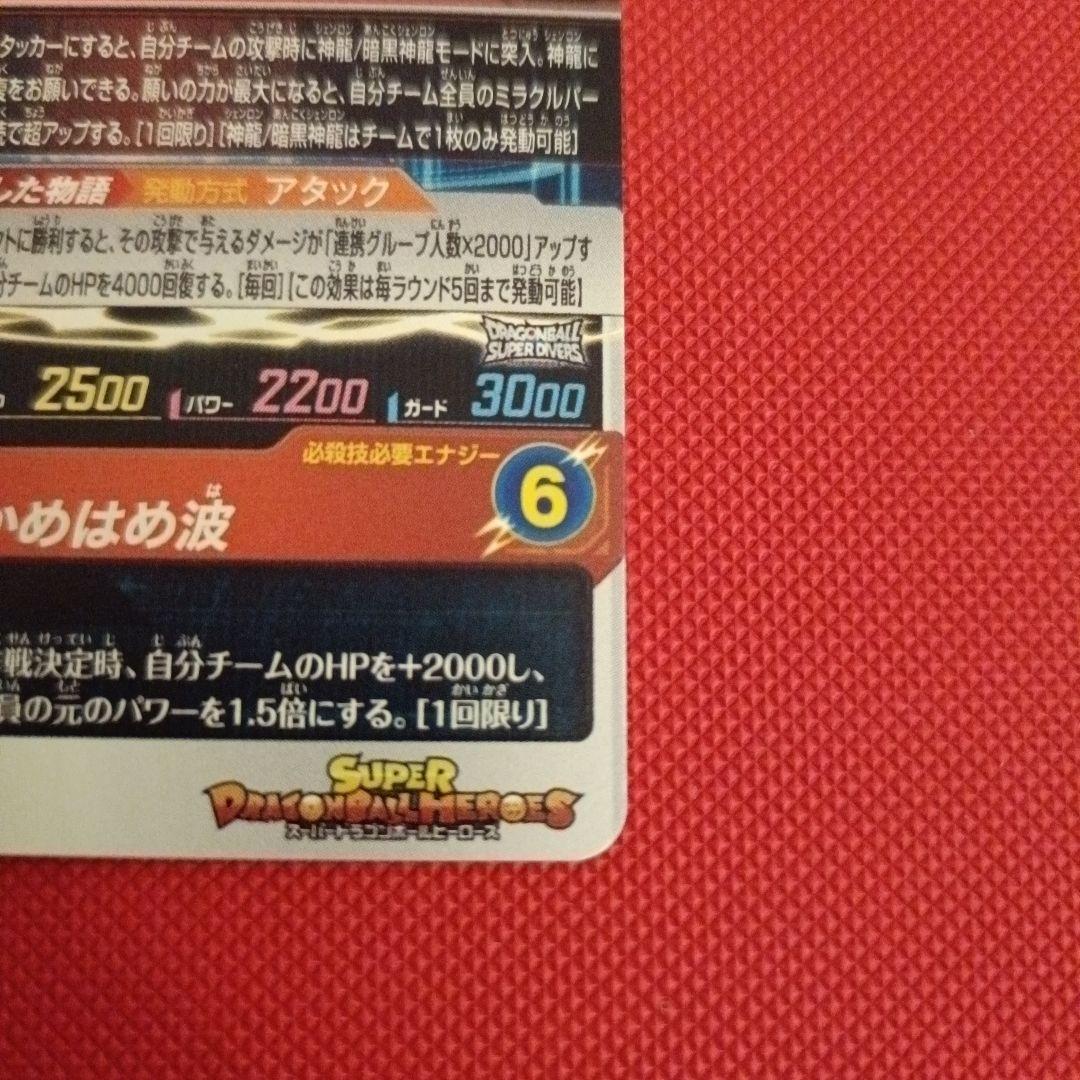 タッカーにすると、自分チームの攻撃時に神龍/暗黒神龍モードに突入。神龍に
復をお願いできる。願いの力が最大になると、自分チーム全員のミラクルパー
で超アップする。[1回限り][神龍/暗黒神龍はチームで1枚のみ発動可能]
した物語 発動方式 アタック
クトに勝利すると、その攻撃で与えるダメージが「連携グループ人数×2000」アップす
分チームのHPを4000回復する。[毎回][この効果は毎ラウンド5回まで発動可能]
DRAGONBALL
SUPER DIVERS
2500 パワー 2200 ガード 3000
必殺技必要エナジー 6
かめはめ波
戦決定時、自分チームのHPを+2000し、
員の元のパワーを1.5倍にする。[1回限り]
SUPER
DRAGONBALL HEROES
スーパードラゴンボールヒーローズ